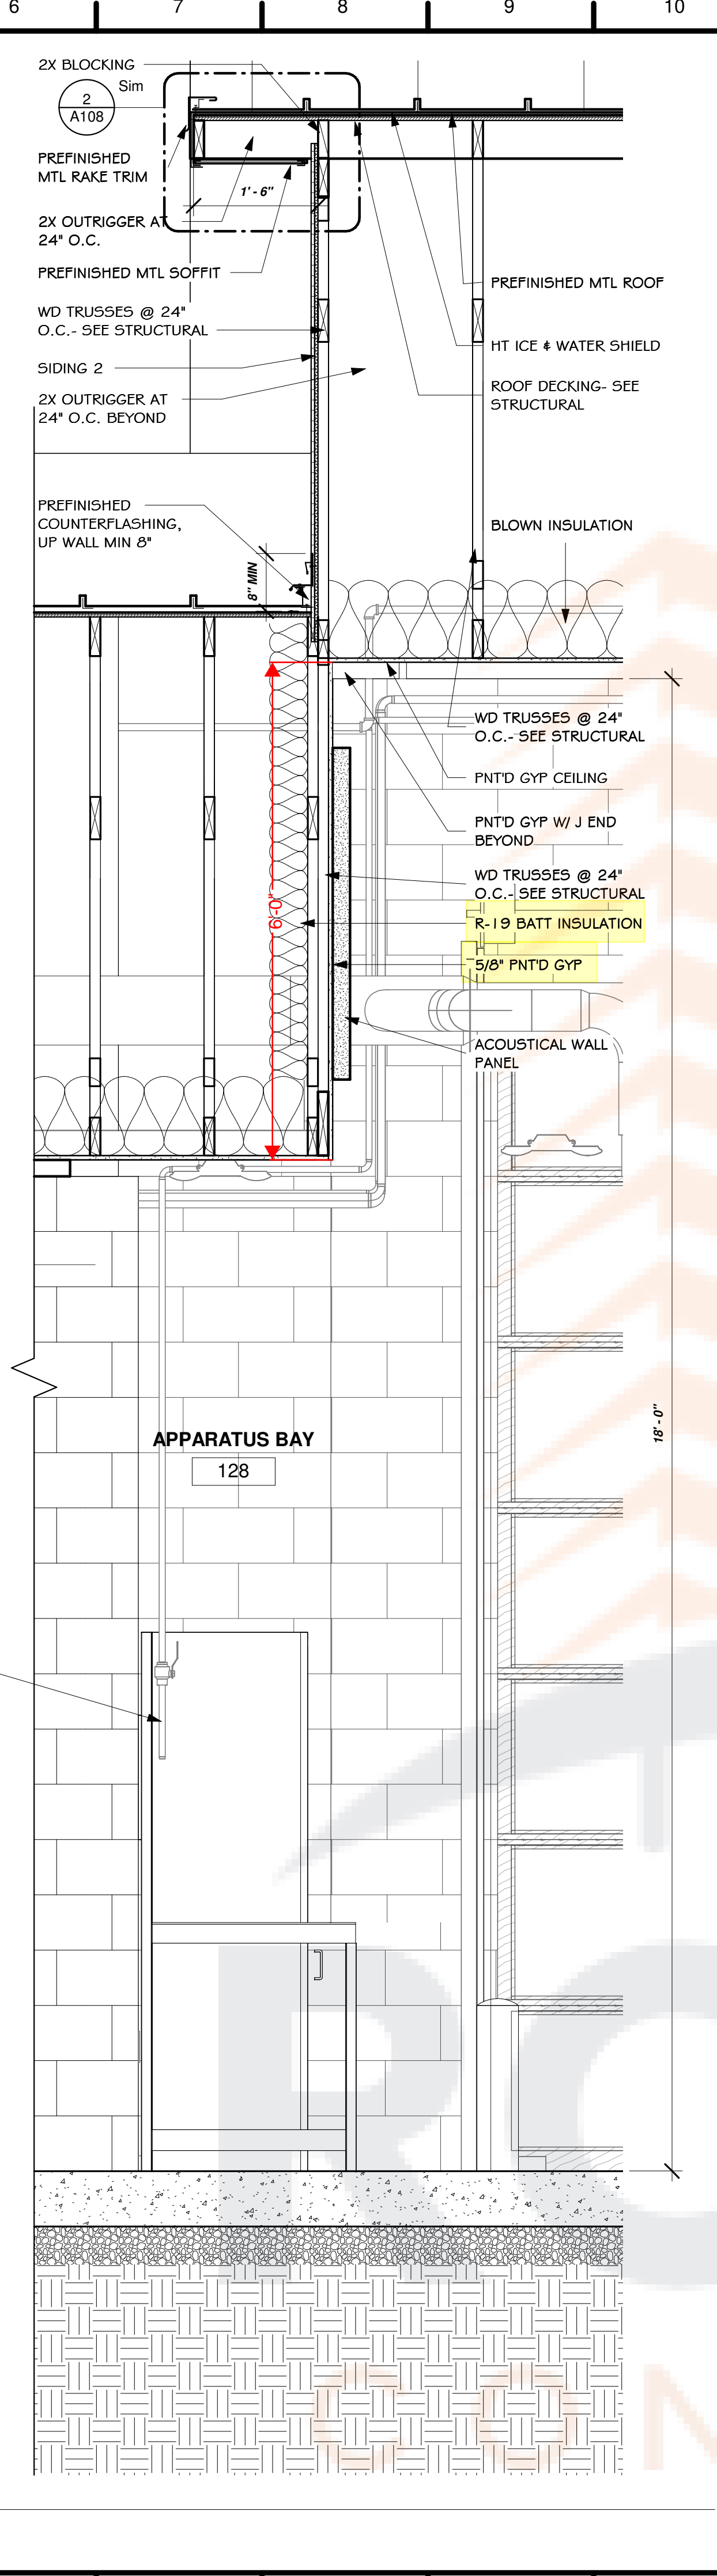 6 7 8 9 10
2X BLOCKING
Sim
2
A108
PREFINISHED
MTL RAKE TRIM
1' - 6"
2X OUTRIGGER AT
24" O.C.
PREFINISHED MTL SOFFIT
WD TRUSSES @ 24"
O.C.- SEE STRUCTURAL
SIDING 2
2X OUTRIGGER AT
24" O.C. BEYOND
PREFINISHED MTL ROOF
HT ICE & WATER SHIELD
ROOF DECKING- SEE
STRUCTURAL
PREFINISHED
COUNTERFLASHING,
UP WALL MIN 8"
8" MIN
BLOWN INSULATION
WD TRUSSES @ 24"
O.C.- SEE STRUCTURAL
PNT'D GYP CEILING
PNT'D GYP W/ J END
BEYOND
WD TRUSSES @ 24"
O.C.- SEE STRUCTURAL
6'-0"
R-19 BATT INSULATION
5/8" PNT'D GYP
ACOUSTICAL WALL
PANEL
18' - 0"
APPARATUS BAY
128
RO
CON